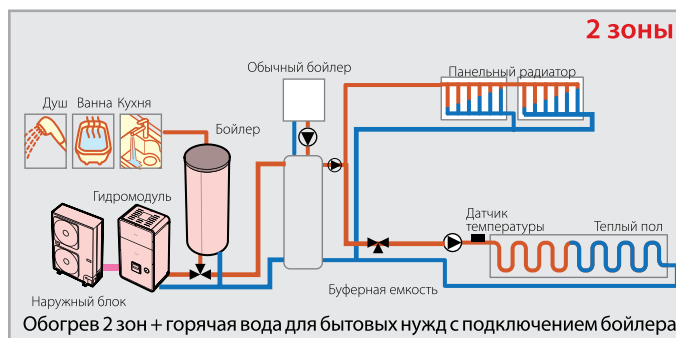 2 зоны
Обычный бойлер
Панельный радиатор
Душ Ванна Кухня
Бойлер
Гидромодуль
Датчик
температуры
Теплый пол
Буферная емкость
Наружный блок
Обогрев 2 зон + горячая вода для бытовых нужд с подключением бойлера